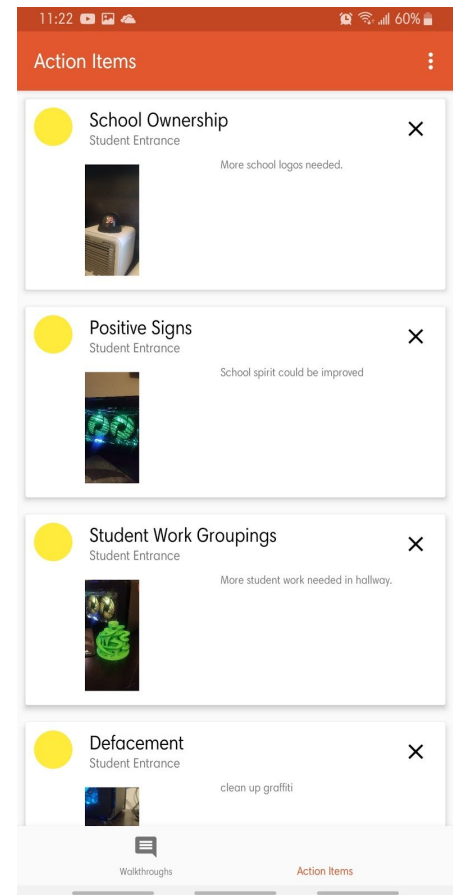 11:22
60%
Action Items
School Ownership
Student Entrance
More school logos needed.
Positive Signs
Student Entrance
School spirit could be improved
Student Work Groupings
Student Entrance
More student work needed in hallway.
Defacement
Student Entrance
clean up graffiti
Walkthroughs
Action Items